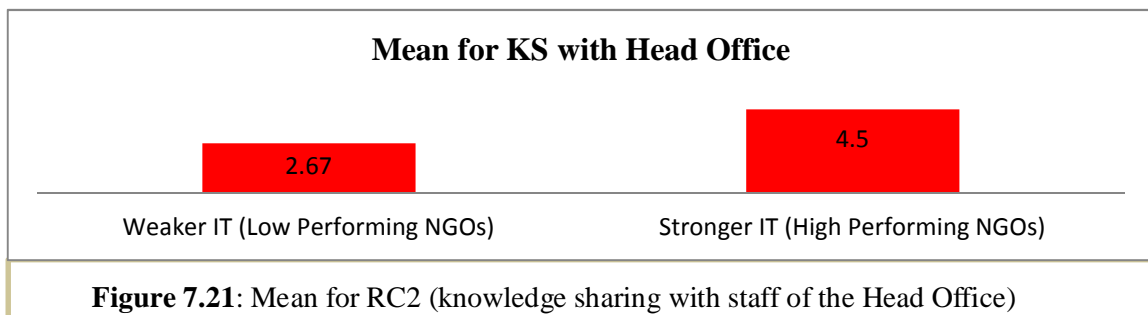 Mean for KS with Head Office
2.67
4.5
Weaker IT (Low Performing NGOs)
Stronger IT (High Performing NGOs)
Figure 7.21: Mean for RC2 (knowledge sharing with staff of the Head Office)